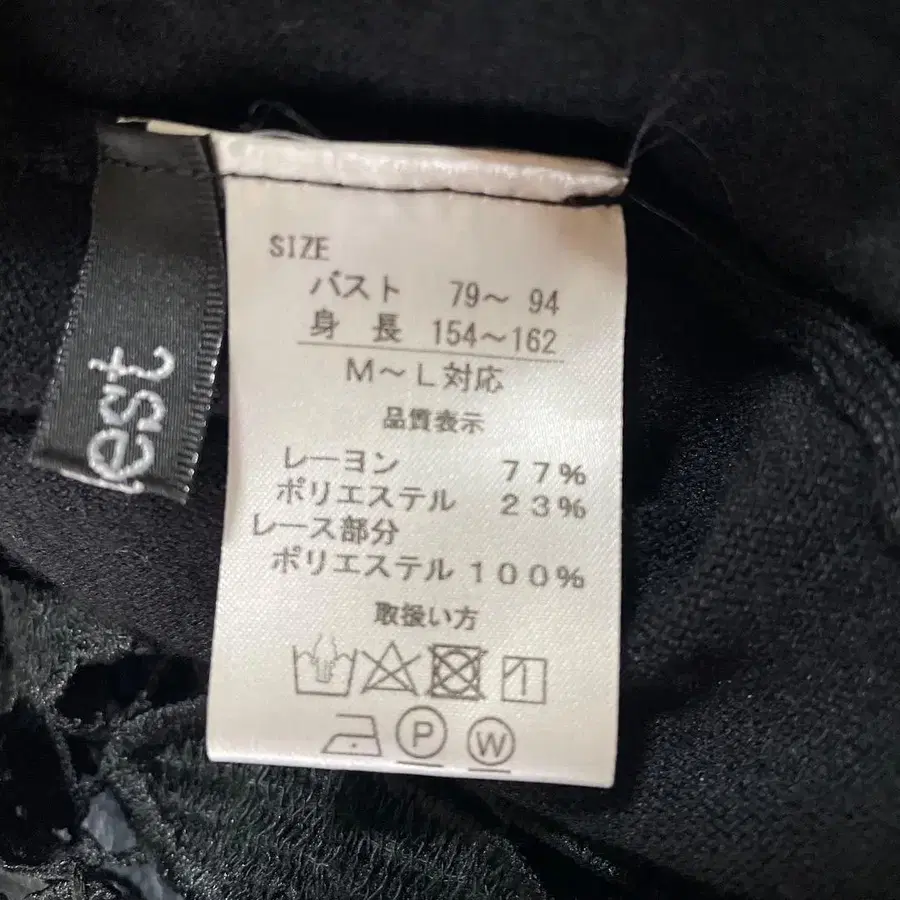 est
SIZE
バスト 79～ 94
身 長 154～162
M～L対応
品質表示
レーヨン 77%
ポリエステル 23%
レース部分
ポリエステル 100%
取扱い方
P W